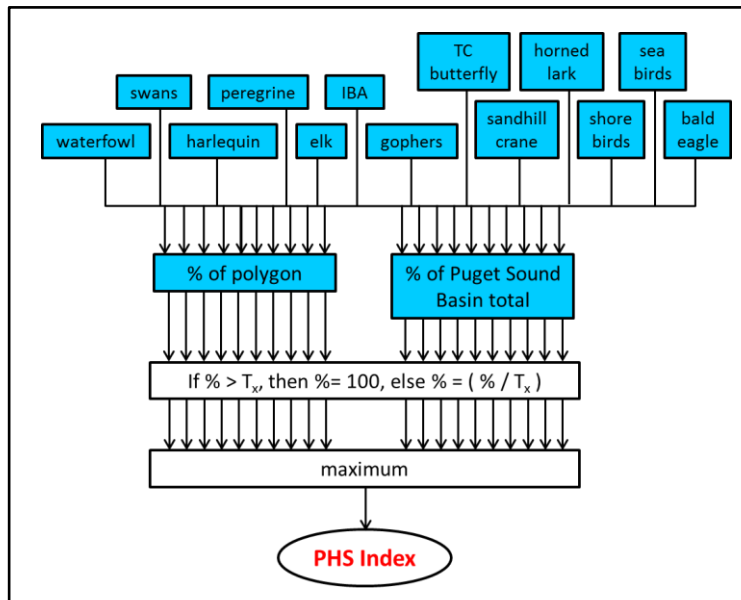 TC
butterfly
horned
lark
sea
birds
swans
peregrine
IBA
sandhill
crane
shore
birds
bald
eagle
waterfowl
harlequin
elk
gophers
% of polygon
% of Puget Sound
Basin total
If % > Tx, then %= 100, else % = ( % / Tx )
maximum
PHS Index